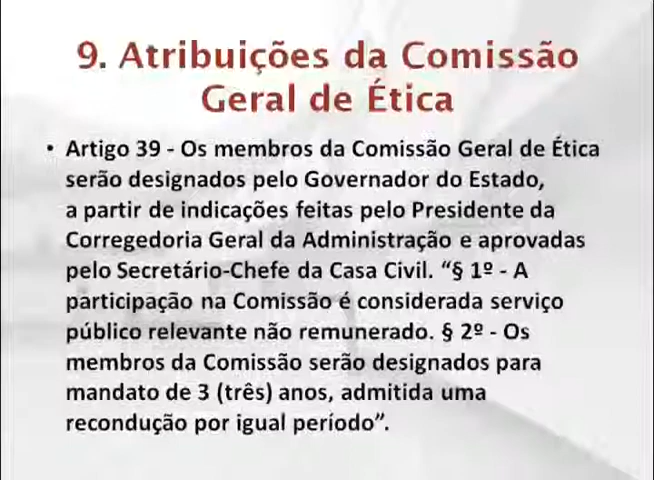 9. Atribuições da Comissão
Geral de Ética
• Artigo 39 - Os membros da Comissão Geral de Ética
serão designados pelo Governador do Estado,
a partir de indicações feitas pelo Presidente da
Corregedoria Geral da Administração e aprovadas
pelo Secretário-Chefe da Casa Civil. “§ 1º - A
participação na Comissão é considerada serviço
público relevante não remunerado. § 2º - Os
membros da Comissão serão designados para
mandato de 3 (três) anos, admitida uma
recondução por igual período”.